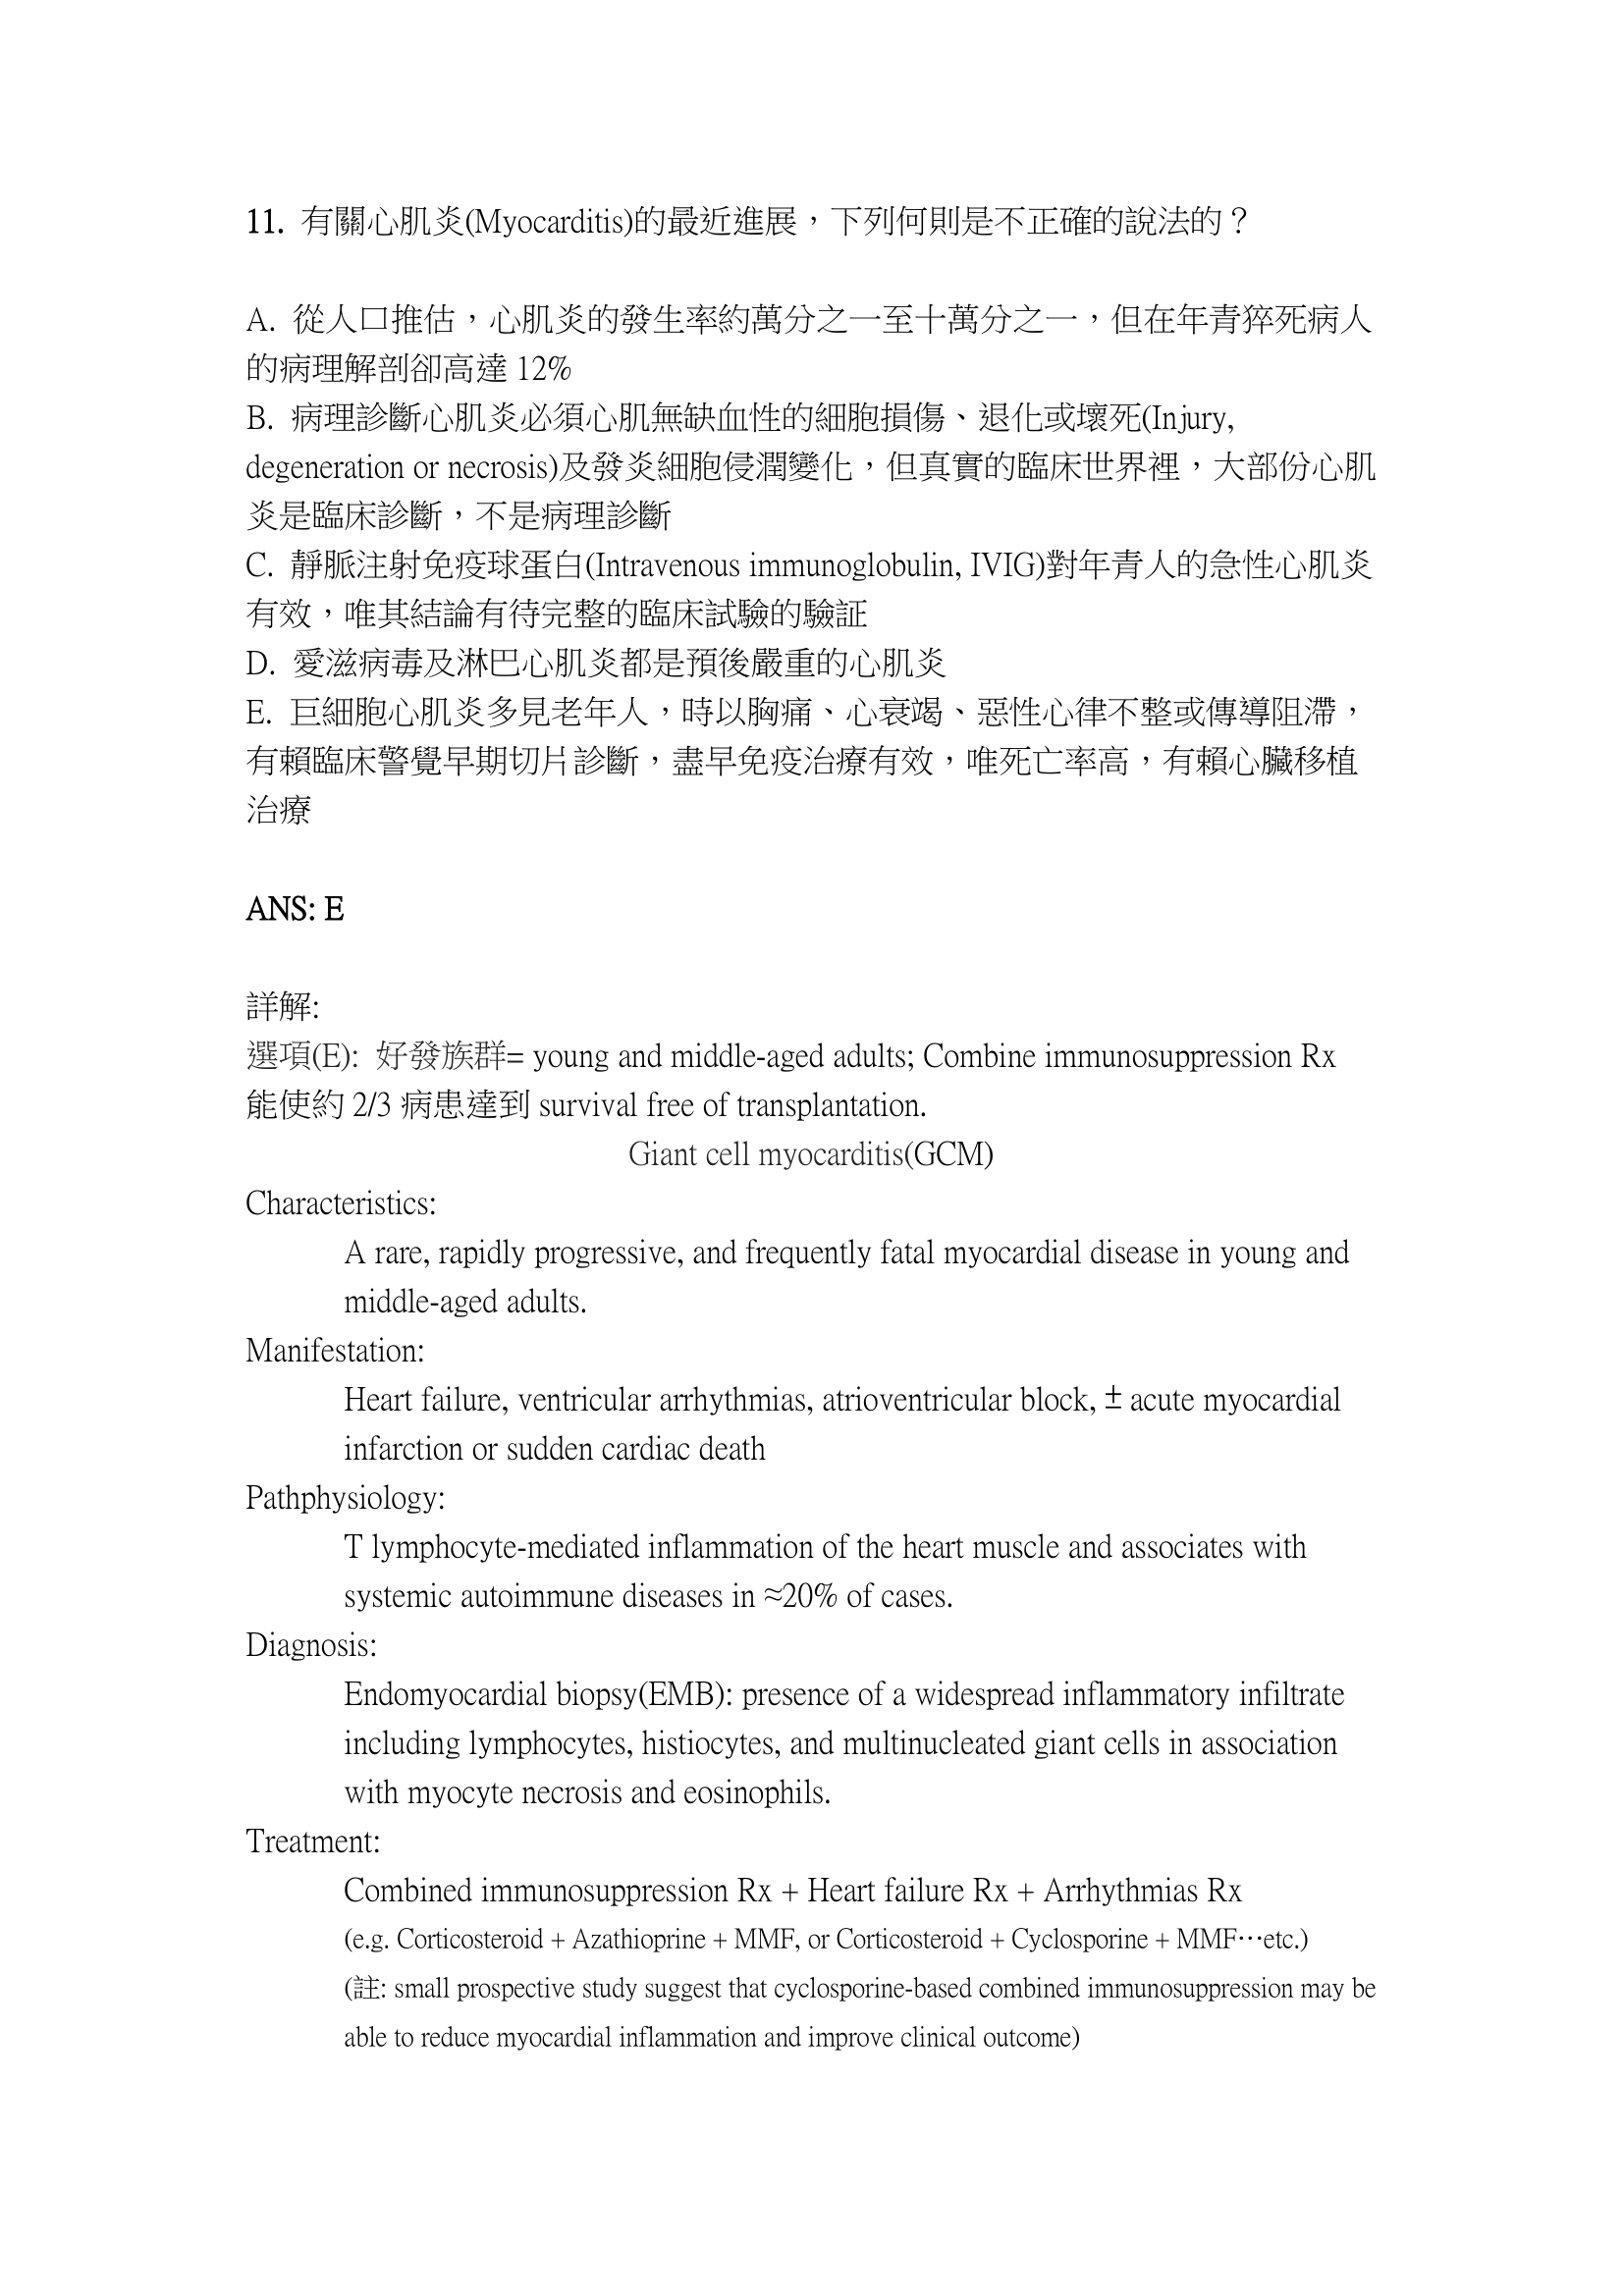 11. 有關心肌炎(Myocarditis)的最近進展，下列何則是不正確的說法的？
A. 從人口推估，心肌炎的發生率約萬分之一至十萬分之一，但在年青猝死病人
的病理解剖卻高達 12%
B. 病理診斷心肌炎必須心肌無缺血性的細胞損傷、退化或壞死(Injury,
degeneration or necrosis)及發炎細胞侵潤變化，但真實的臨床世界裡，大部份心肌
炎是臨床診斷，不是病理診斷
C. 靜脈注射免疫球蛋白(Intravenous immunoglobulin, IVIG)對年青人的急性心肌炎
有效，唯其結論有待完整的臨床試驗的驗証
D. 愛滋病毒及淋巴心肌炎都是預後嚴重的心肌炎
E. 巨細胞心肌炎多見老年人，時以胸痛、心衰竭、惡性心律不整或傳導阻滯，
有賴臨床警覺早期切片診斷，盡早免疫治療有效，唯死亡率高，有賴心臟移植
治療
ANS: E
詳解:
選項(E): 好發族群= young and middle-aged adults; Combine immunosuppression Rx
能使約 2/3 病患達到 survival free of transplantation.
Giant cell myocarditis(GCM)
Characteristics:
A rare, rapidly progressive, and frequently fatal myocardial disease in young and
middle-aged adults.
Manifestation:
Heart failure, ventricular arrhythmias, atrioventricular block, ± acute myocardial
infarction or sudden cardiac death
Pathphysiology:
T lymphocyte-mediated inflammation of the heart muscle and associates with
systemic autoimmune diseases in ≈20% of cases.
Diagnosis:
Endomyocardial biopsy(EMB): presence of a widespread inflammatory infiltrate
including lymphocytes, histiocytes, and multinucleated giant cells in association
with myocyte necrosis and eosinophils.
Treatment:
Combined immunosuppression Rx + Heart failure Rx + Arrhythmias Rx
(e.g. Corticosteroid + Azathioprine + MMF, or Corticosteroid + Cyclosporine + MMF…etc.)
(註: small prospective study suggest that cyclosporine-based combined immunosuppression may be
able to reduce myocardial inflammation and improve clinical outcome)